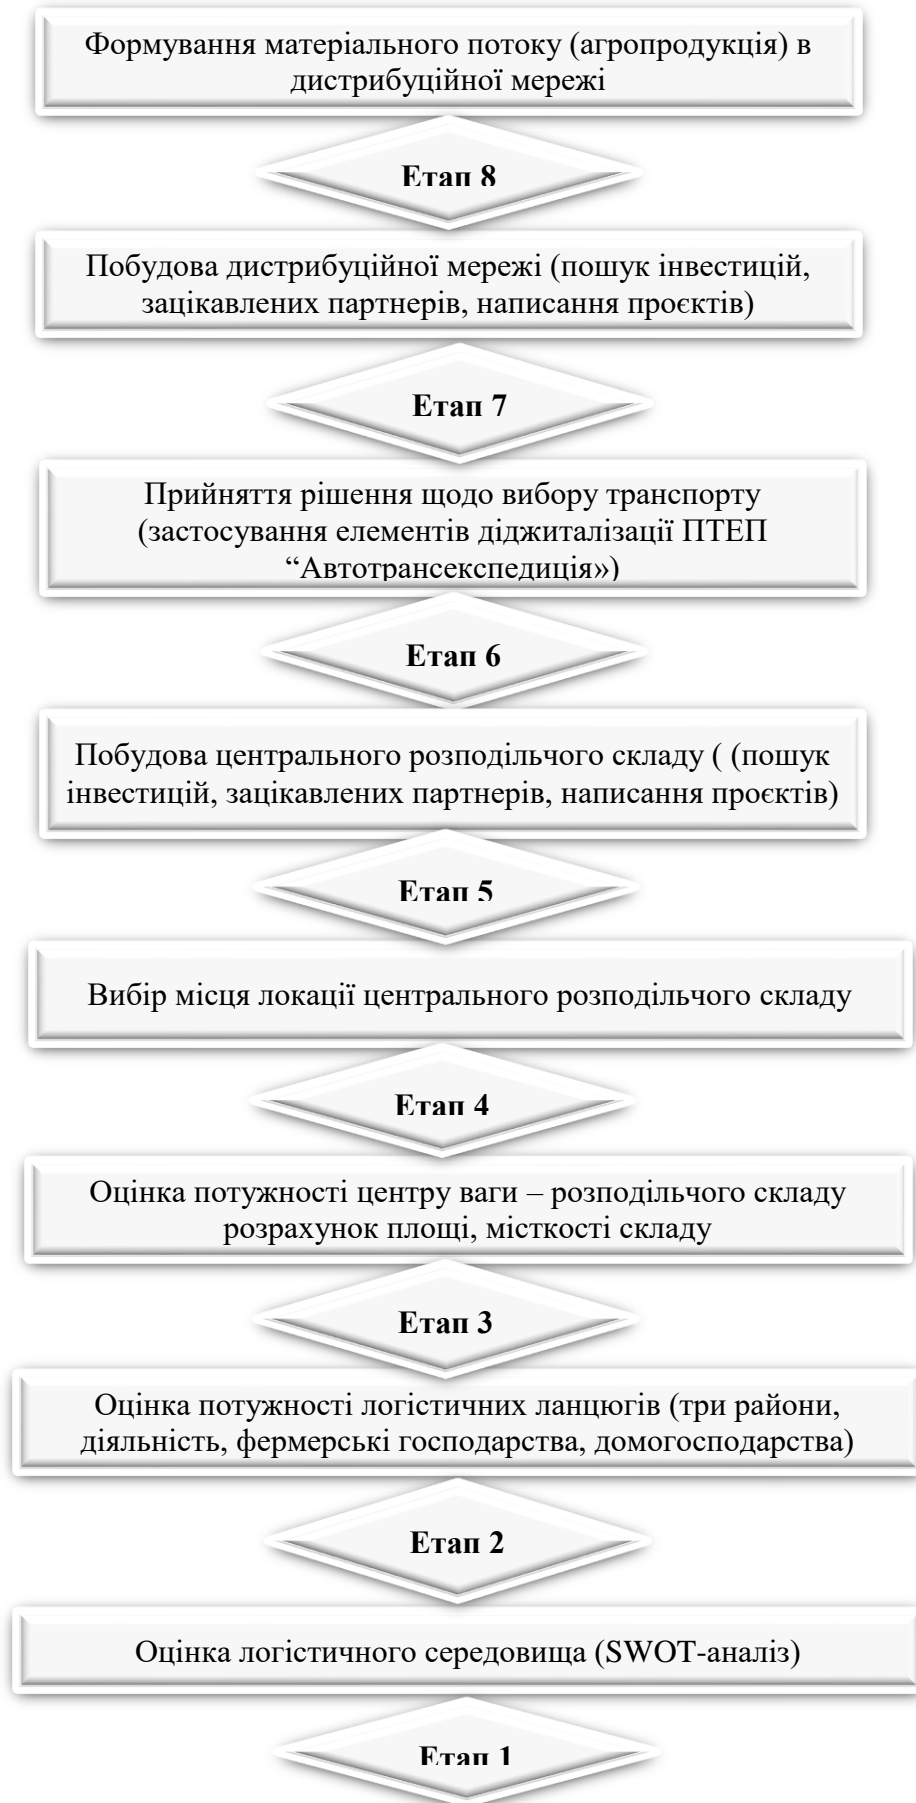 Формування матеріального потоку (агропродукція) в
дистрибуційної мережі
Етап 8
Побудова дистрибуційної мережі (пошук інвестицій,
зацікавлених партнерів, написання проєктів)
Етап 7
Прийняття рішення щодо вибору транспорту
(застосування елементів діджиталізації ПТЕП
“Автотрансекспедиція»)
Етап 6
Побудова центрального розподільчого складу ( (пошук
інвестицій, зацікавлених партнерів, написання проєктів)
Етап 5
Вибір місця локації центрального розподільчого складу
Етап 4
Оцінка потужності центру ваги – розподільчого складу
розрахунок площі, місткості складу
Етап 3
Оцінка потужності логістичних ланцюгів (три райони,
діяльність, фермерські господарства, домогосподарства)
Етап 2
Оцінка логістичного середовища (SWOT-аналіз)
Етап 1